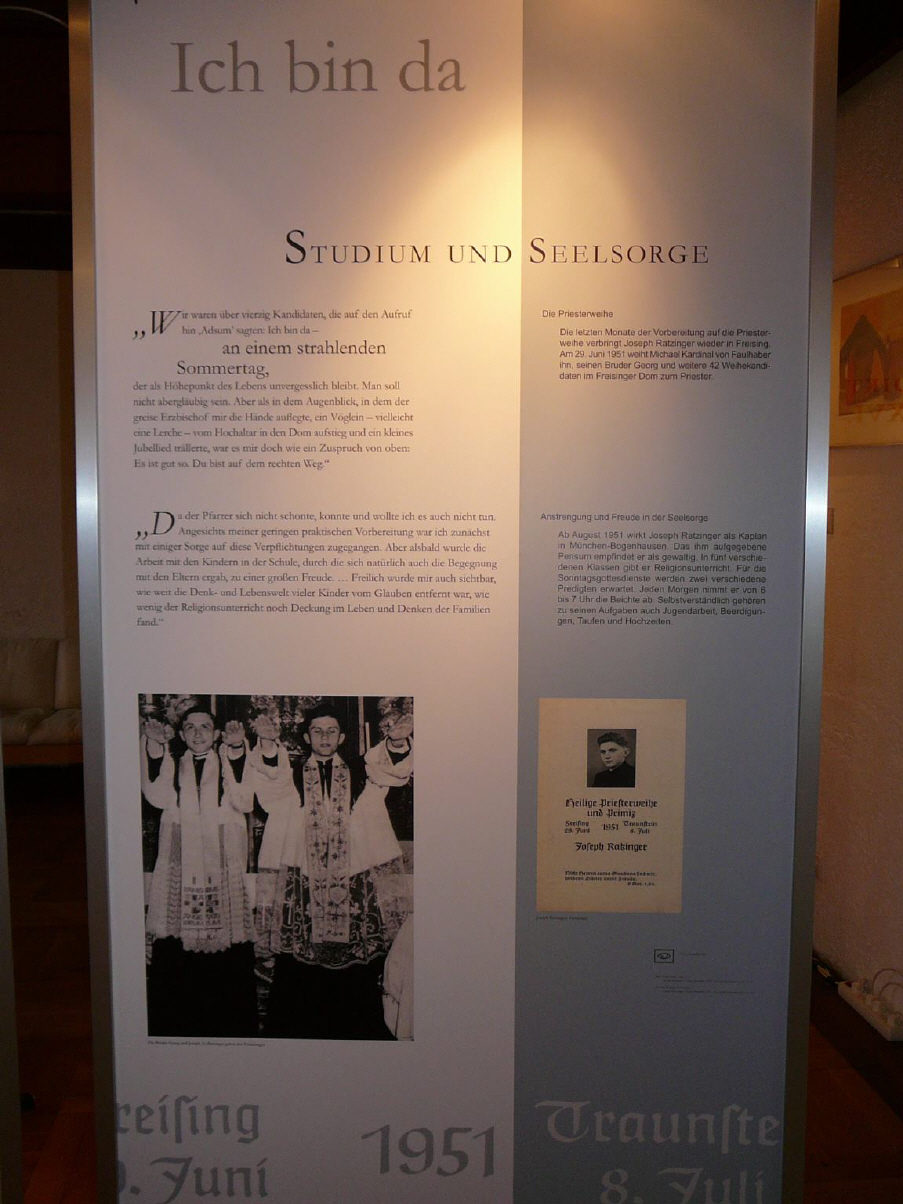 Ich bin da
STUDIUM UND SEELSORGE
„Wir waren über vierzig Kandidaten, die auf den Aufruf
hin ‚Adsum' sagten: Ich bin da –
an einem strahlenden
Sommertag,
der als Höhepunkt des Lebens unvergesslich bleibt. Man soll
nicht abergläubig sein. Aber als in dem Augenblick, in dem der
greise Erzbischof mir die Hände auflegte, ein Vöglein – vielleicht
eine Lerche – vom Hochaltar in den Dom aufstieg und ein kleines
Jubellied trällerte, war es mir doch wie ein Zuspruch von oben:
Es ist gut so. Du bist auf dem rechten Weg.“
„Da der Pfarrer sich nicht schonte, konnte und wollte ich es auch nicht tun.
Angesichts meiner geringen praktischen Vorbereitung war ich zunächst
mit einiger Sorge auf diese Verpflichtungen zugegangen. Aber alsbald wurde die
Arbeit mit den Kindern in der Schule, durch die sich natürlich auch die Begegnung
mit den Eltern ergab, zu einer großen Freude. … Freilich wurde mir auch sichtbar,
wie weit die Denk- und Lebenswelt vieler Kinder vom Glauben entfernt war, wie
wenig der Religionsunterricht noch Deckung im Leben und Denken der Familien
fand.“
Die Priesterweihe
Die letzten Monate der Vorbereitung auf die Priester-
weihe verbringt Joseph Ratzinger wieder in Freising.
Am 29. Juni 1951 weiht Michael Kardinal von Faulhaber
ihn, seinen Bruder Georg und weitere 42 Weihekandi-
daten im Freisinger Dom zum Priester.
Anstrengung und Freude in der Seelsorge
Ab August 1951 wirkt Joseph Ratzinger als Kaplan
in München-Bogenhausen. Das ihm aufgegebene
Pensum empfindet er als gewaltig. In fünf verschie-
denen Klassen gibt er Religionsunterricht. Für die
Sonntagsgottesdienste werden zwei verschiedene
Predigten erwartet. Jeden Morgen nimmt er von 6
bis 7 Uhr die Beichte ab. Selbstverständlich gehören
zu seinen Aufgaben auch Jugendarbeit, Beerdigun-
gen, Taufen und Hochzeiten.
Heilige Priesterweihe
und Primiz
Freising 1951 Traunstein
29. Juni 8. Juli
Joseph Ratzinger
reising 1951 Traunste
9. Juni 8. Juli